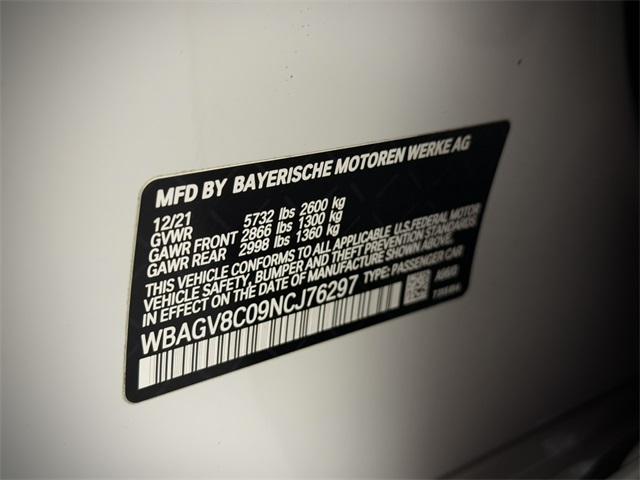 MFD BY BAYERISCHE MOTOREN WERKE AG
12/21
GVWR 5732 lbs 2600 kg
GAWR FRONT 2866 lbs 1300 kg
GAWR REAR 2998 lbs 1360 kg
THIS VEHICLE CONFORMS TO ALL APPLICABLE U.S. FEDERAL MOTOR
VEHICLE SAFETY, BUMPER AND THEFT PREVENTION STANDARDS
IN EFFECT ON THE DATE OF MANUFACTURE SHOWN ABOVE.
WBAGV8C09NCJ76297 TYPE: PASSENGER CAR